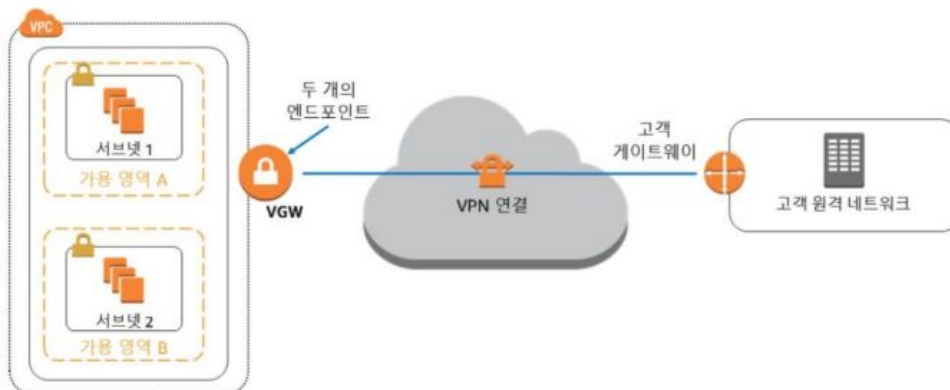 VPC
서브넷 1
가용 영역 A
서브넷 2
가용 영역 B
두 개의
엔드포인트
VGW
VPN 연결
고객
게이트웨이
고객 원격 네트워크